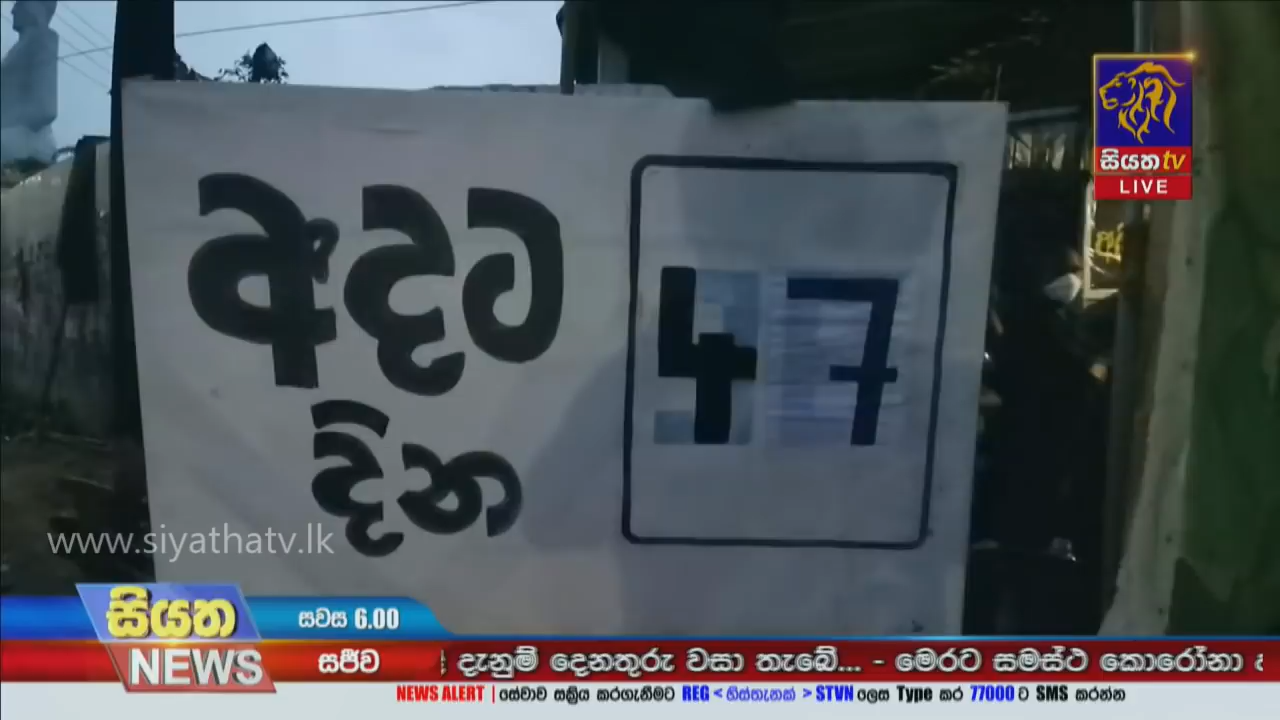 සියත tv
LIVE
අදට
දින
47
www.siyathatv.lk
සියත
NEWS
සවස 6.00
සජීව
දැනුම් දෙනතුරු වසා තැබේ... - මෙරට සමස්ථ කොරෝනා
NEWS ALERT | සේවාව සක්‍රිය කරගැනීමට REG < හිස්තැනක් > STVN ලෙස Type කර 77000 ට SMS කරන්න